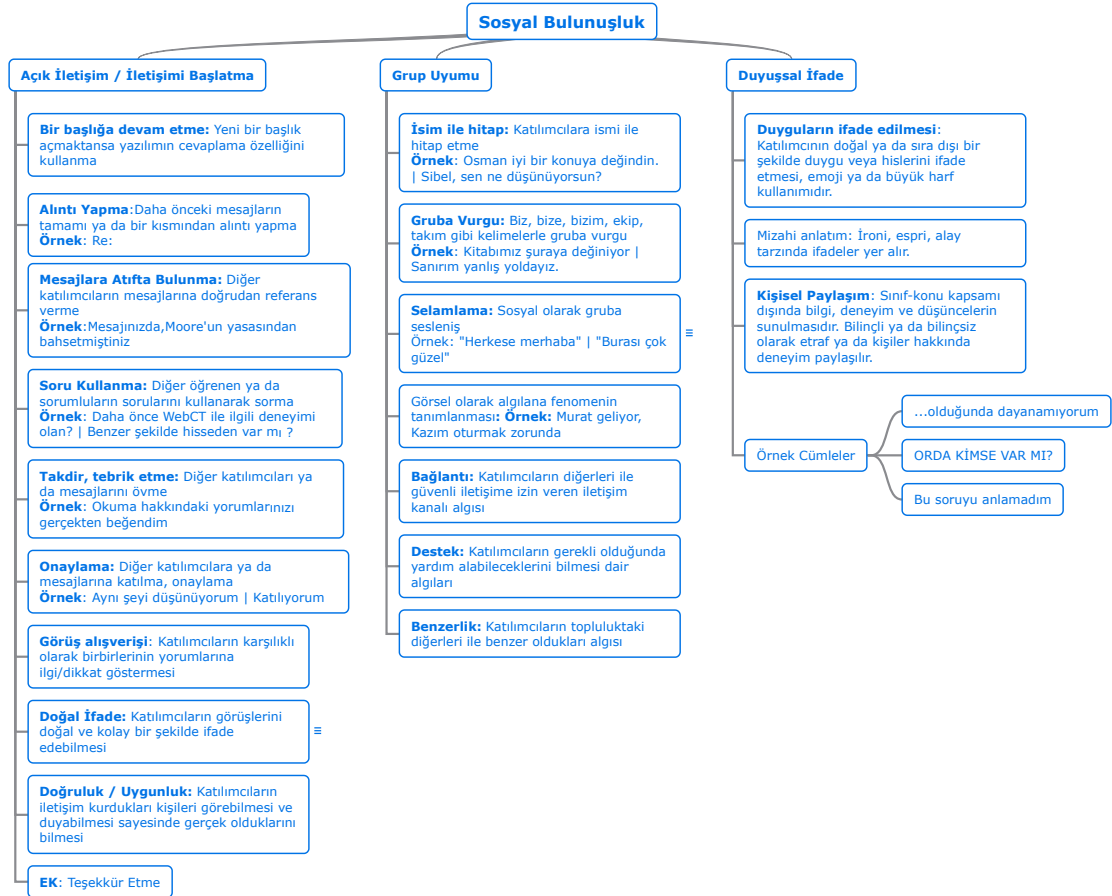 Sosyal Bulunuşluk
Açık İletişim / İletişimi Başlatma
Bir başlığa devam etme: Yeni bir başlık
açmaktansa yazılımın cevaplama özelliğini
kullanma
Alıntı Yapma:Daha önceki mesajların
tamamı ya da bir kısmından alıntı yapma
Örnek: Re:
Mesajlara Atıfta Bulunma: Diğer
katılımcıların mesajlarına doğrudan referans
verme
Örnek:Mesajınızda,Moore'un yasasından
bahsetmiştiniz
Soru Kullanma: Diğer öğrenen ya da
sorumluların sorularını kullanarak sorma
Örnek: Daha önce WebCT ile ilgili deneyimi
olan? | Benzer şekilde hisseden var mı ?
Takdir, tebrik etme: Diğer katılımcıları ya
da mesajlarını övme
Örnek: Okuma hakkındaki yorumlarınızı
gerçekten beğendim
Onaylama: Diğer katılımcılara ya da
mesajlarına katılma, onaylama
Örnek: Aynı şeyi düşünüyorum | Katılıyorum
Görüş alışverişi: Katılımcıların karşılıklı
olarak birbirlerinin yorumlarına
ilgi/dikkat göstermesi
Doğal İfade: Katılımcıların görüşlerini
doğal ve kolay bir şekilde ifade
edebilmesi
Doğruluk / Uygunluk: Katılımcıların
iletişim kurdukları kişileri görebilmesi ve
duyabilmesi sayesinde gerçek olduklarını
bilmesi
EK: Teşekkür Etme
Grup Uyumu
İsim ile hitap: Katılımcılara ismi ile
hitap etme
Örnek: Osman iyi bir konuya değindin.
| Sibel, sen ne düşünüyorsun?
Gruba Vurgu: Biz, bize, bizim, ekip,
takım gibi kelimelerle gruba vurgu
Örnek: Kitabımız şuraya değiniyor |
Sanırım yanlış yoldayız.
Selamlama: Sosyal olarak gruba
sesleniş
Örnek: "Herkese merhaba" | "Burası çok
güzel"
Görsel olarak algılana fenomenin
tanımlanması: Örnek: Murat geliyor,
Kazım oturmak zorunda
Bağlantı: Katılımcıların diğerleri ile
güvenli iletişime izin veren iletişim
kanalı algısı
Destek: Katılımcıların gerekli olduğunda
yardım alabileceklerini bilmesi dair
algıları
Benzerlik: Katılımcıların topluluktaki
diğerleri ile benzer oldukları algısı
Duyuşsal İfade
Duyguların ifade edilmesi:
Katılımcının doğal ya da sıra dışı bir
şekilde duygu veya hislerini ifade
etmesi, emoji ya da büyük harf
kullanımıdır.
Mizahi anlatım: İroni, espri, alay
tarzında ifadeler yer alır.
Kişisel Paylaşım: Sınıf-konu kapsamı
dışında bilgi, deneyim ve düşüncelerin
sunulmasıdır. Bilinçli ya da bilinçsiz
olarak etraf ya da kişiler hakkında
deneyim paylaşılır.
Örnek Cümleler
...olduğunda dayanamıyorum
ORDA KİMSE VAR MI?
Bu soruyu anlamadım